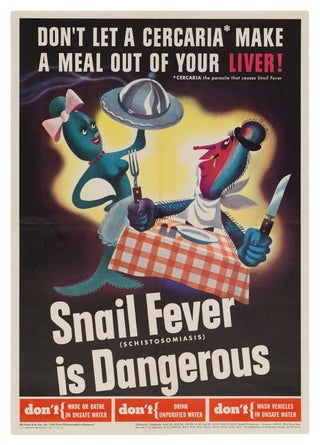 DON'T LET A CERCARIA* MAKE
A MEAL OUT OF YOUR LIVER!
*CERCARIA the parasite that causes Snail Fever
Snail Fever
(SCHISTOSOMIASIS)
is Dangerous
don't { WADE OR BATHE
IN UNSAFE WATER
don't { DRINK
UNPURIFIED WATER
don't { WASH VEHICLES
IN UNSAFE WATER